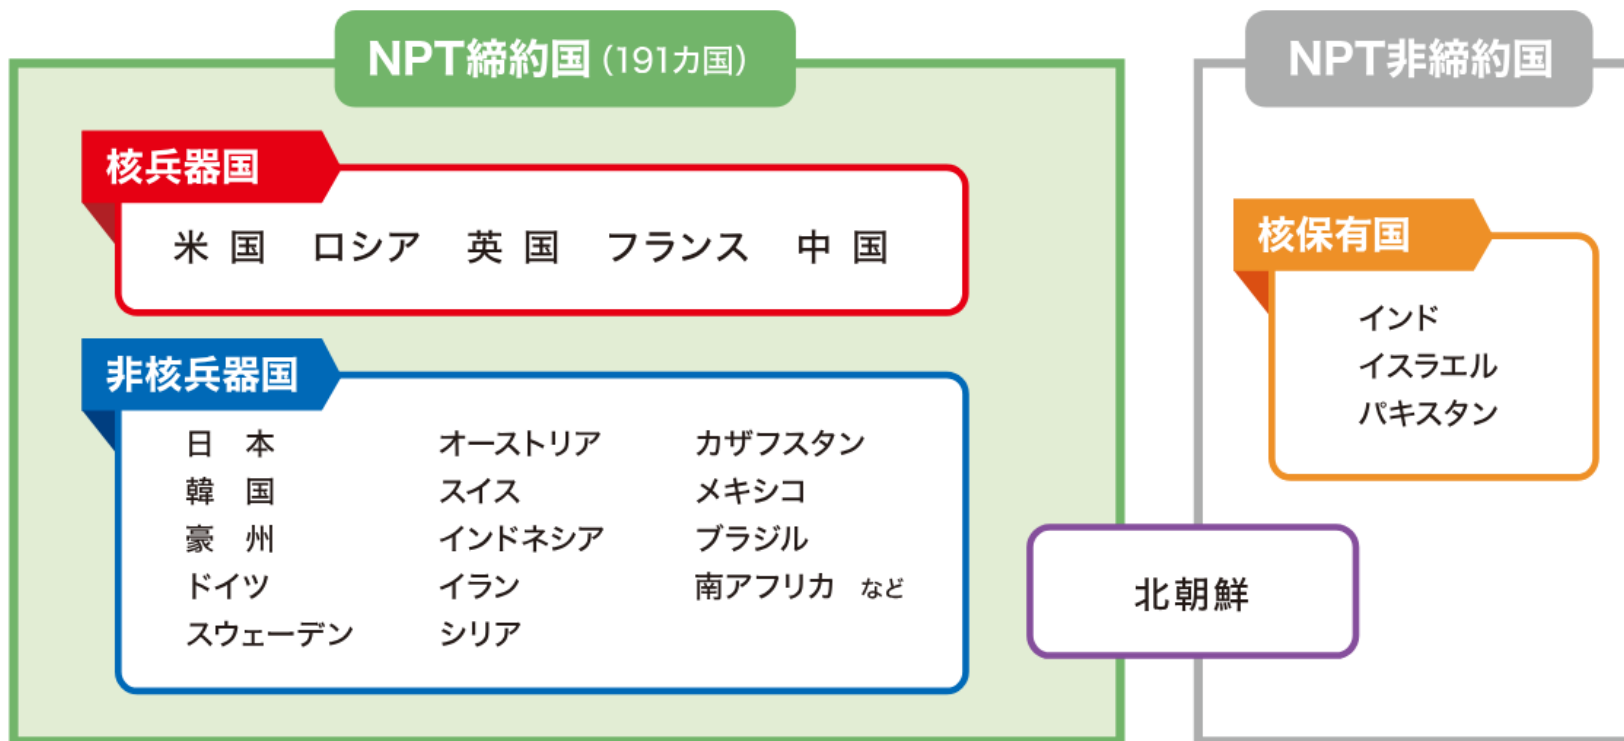 NPT締約国（191カ国）
核兵器国
米国 ロシア 英国 フランス 中国
非核兵器国
日本 オーストリア カザフスタン
韓国 スイス メキシコ
豪州 インドネシア ブラジル
ドイツ イラン 南アフリカ など
スウェーデン シリア
NPT非締約国
核保有国
インド
イスラエル
パキスタン
北朝鮮